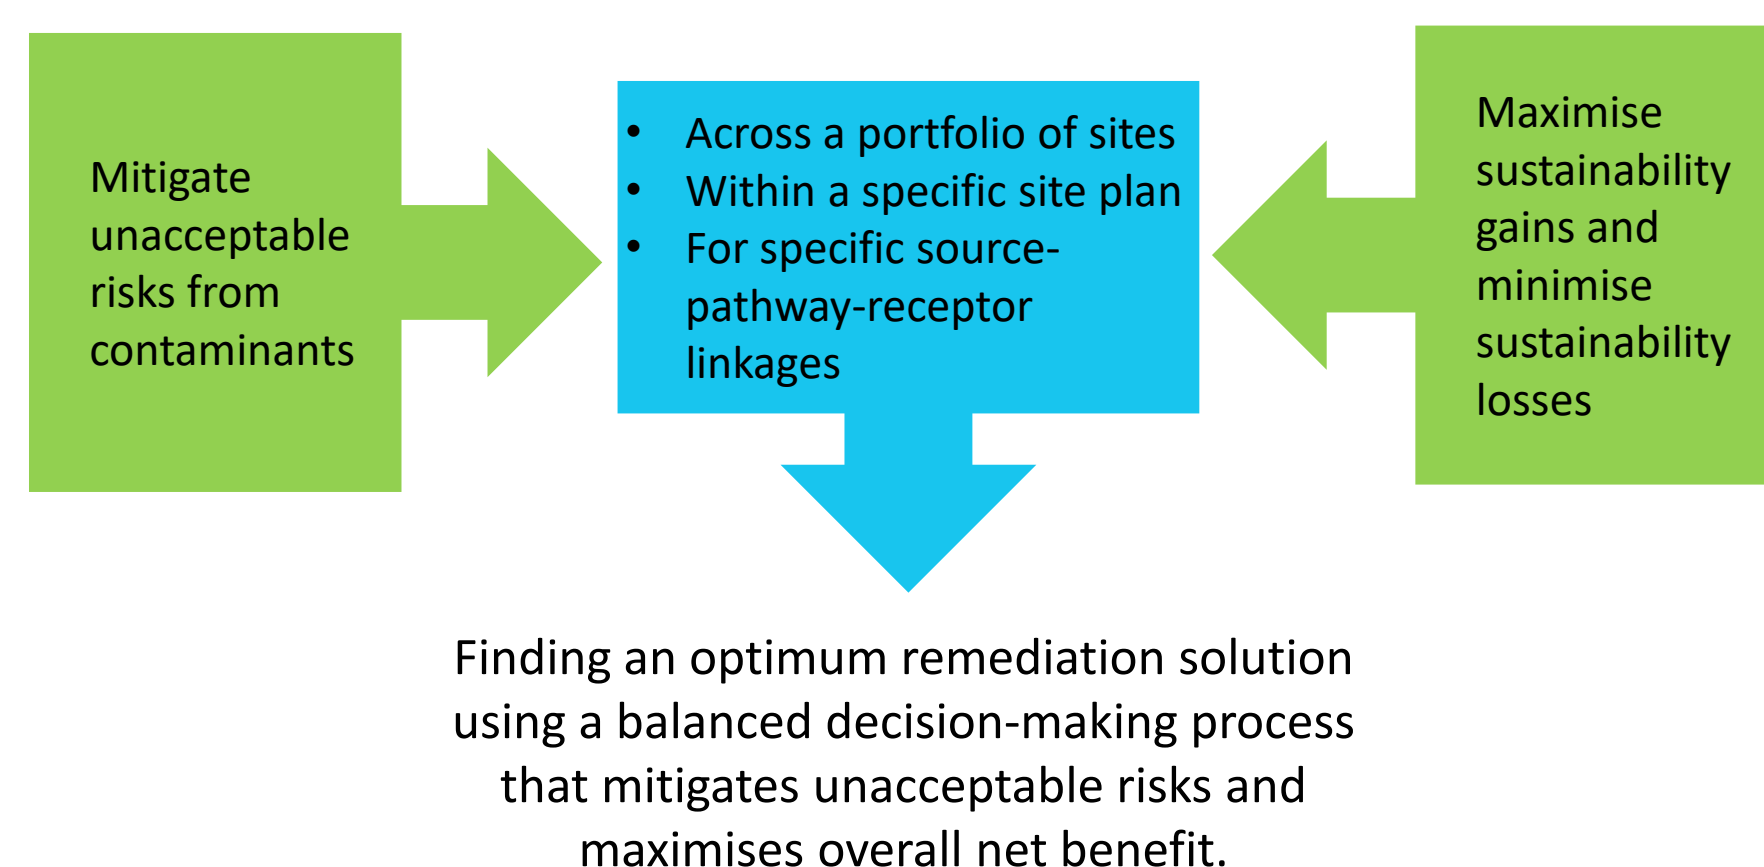 Mitigate
unacceptable
risks from
contaminants
• Across a portfolio of sites
• Within a specific site plan
• For specific source-
pathway-receptor
linkages
Maximise
sustainability
gains and
minimise
sustainability
losses
Finding an optimum remediation solution
using a balanced decision-making process
that mitigates unacceptable risks and
maximises overall net benefit.